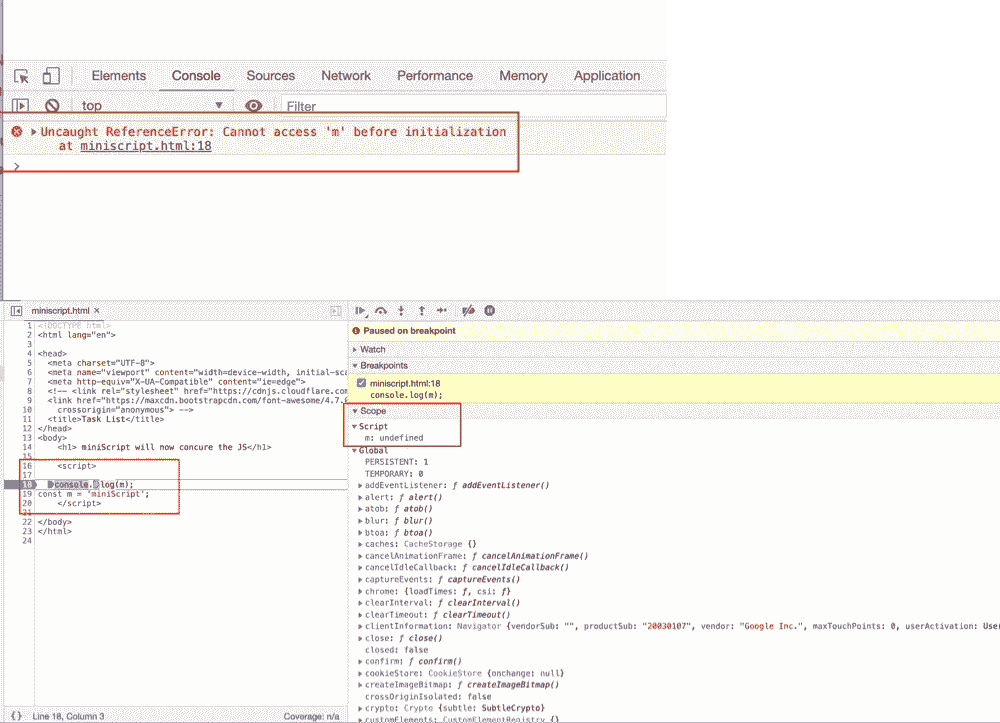 Elements Console Sources Network Performance Memory Application
top Filter
Uncaught ReferenceError: Cannot access 'm' before initialization
at miniscript.html:18
miniscript.html ×
1 <!DOCTYPE html>
2 <html lang="en">
3
4 <head>
5 <meta charset="UTF-8">
6 <meta name="viewport" content="width=device-width, initial-sca
7 <meta http-equiv="X-UA-Compatible" content="ie=edge">
8 <!-- <link rel="stylesheet" href="https://cdnjs.cloudflare.com
9 <link href="https://maxcdn.bootstrapcdn.com/font-awesome/4.7.
10 crossorigin="anonymous"> -->
11 <title>Task List</title>
12 </head>
13 <body>
14 <h1> miniScript will now concure the JS</h1>
15
16 <script>
17
18 console.log(m);
19 const m = 'miniScript';
20 </script>
21
22 </body>
23 </html>
24
{} Line 18, Column 3 Coverage: n/a
Paused on breakpoint
Watch
Breakpoints
miniscript.html:18
console.log(m);
Scope
Script
m: undefined
Global
PERSISTENT: 1
TEMPORARY: 0
addEventListener: ƒ addEventListener()
alert: ƒ alert()
atob: ƒ atob()
blur: ƒ blur()
btoa: ƒ btoa()
caches: CacheStorage {}
cancelAnimationFrame: ƒ cancelAnimationFrame()
cancelIdleCallback: ƒ cancelIdleCallback()
captureEvents: ƒ captureEvents()
chrome: {loadTimes: ƒ, csi: ƒ}
clearInterval: ƒ clearInterval()
clearTimeout: ƒ clearTimeout()
clientInformation: Navigator {vendorSub: "", productSub: "20030107", vendor: "Google Inc.", maxTouchPoints: 0, userActivation: User
close: ƒ close()
closed: false
confirm: ƒ confirm()
cookieStore: CookieStore {onchange: null}
createImageBitmap: ƒ createImageBitmap()
crossOriginIsolated: false
crypto: Crypto {subtle: SubtleCrypto}
customElements: CustomElementRegistry {}